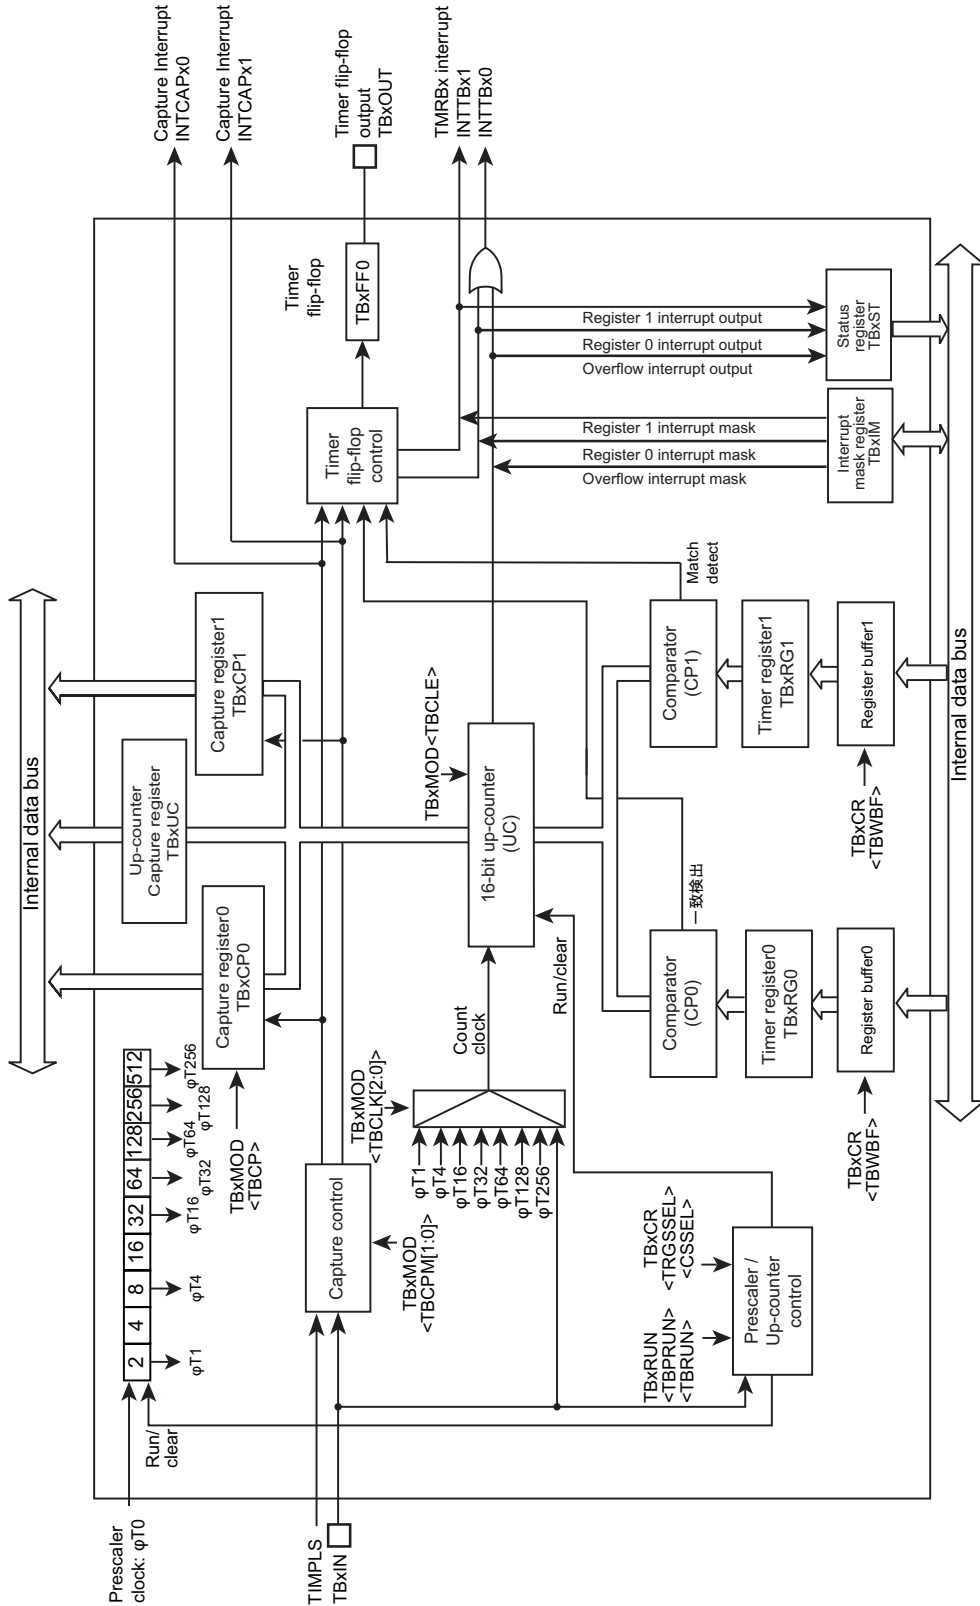 Internal data bus
Prescaler
clock: φT0
2
4
8
16
32
64
128
256
512
Run/
clear
φT1
φT4
φT16
φT32
φT64
φT128
φT256
TBxMOD
<TBCP>
Capture register0
TBxCP0
Up-counter
Capture register
TBxUC
Capture register1
TBxCP1
Capture Interrupt
INTCAPx0
Capture Interrupt
INTCAPx1
TIMPLS
TBxIN
Capture control
TBxMOD
<TBCPM[1:0]>
Timer
flip-flop
control
Timer
flip-flop
TBxFF0
Timer flip-flop
output
TBxOUT
TBxMOD
<TBCLK[2:0]>
φT1
φT4
φT16
φT32
φT64
φT128
φT256
Count
clock
TBxMOD<TBCLE>
16-bit up-counter
(UC)
Run/clear
TMRBx interrupt
INTTBx1
INTTBx0
TBxRUN
<TBPRUN>
<TBRUN>
TBxCR
<TRGSSEL>
<CSSEL>
Prescaler /
Up-counter
control
一致検出
Match
detect
Comparator
(CP0)
Comparator
(CP1)
Timer register0
TBxRG0
Timer register1
TBxRG1
Register buffer0
Register buffer1
TBxCR
<TBWBF>
TBxCR
<TBWBF>
Register 1 interrupt mask
Register 0 interrupt mask
Overflow interrupt mask
Register 1 interrupt output
Register 0 interrupt output
Overflow interrupt output
Interrupt
mask register
TBxIM
Status
register
TBxST
Internal data bus